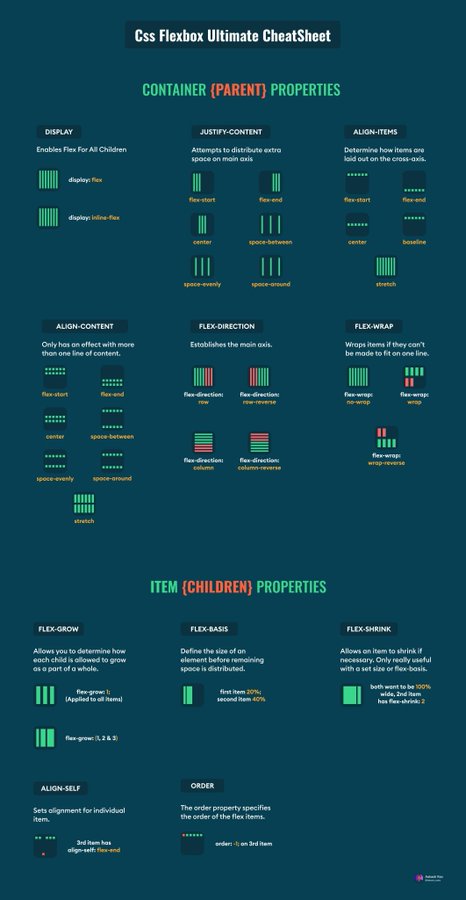 Css Flexbox Ultimate CheatSheet
CONTAINER {PARENT} PROPERTIES
DISPLAY
Enables Flex For All Children
display: flex
display: inline-flex
JUSTIFY-CONTENT
Attempts to distribute extra
space on main axis
flex-start
flex-end
center
space-between
space-evenly
space-around
ALIGN-ITEMS
Determine how items are
laid out on the cross-axis.
flex-start
flex-end
center
baseline
stretch
ALIGN-CONTENT
Only has an effect with more
than one line of content.
flex-start
flex-end
center
space-between
space-evenly
space-around
stretch
FLEX-DIRECTION
Establishes the main axis.
flex-direction:
row
flex-direction:
row-reverse
flex-direction:
column
flex-direction:
column-reverse
FLEX-WRAP
Wraps items if they can't
be made to fit on one line.
flex-wrap:
no-wrap
flex-wrap:
wrap
flex-wrap:
wrap-reverse
ITEM {CHILDREN} PROPERTIES
FLEX-GROW
Allows you to determine how
each child is allowed to grow
as a part of a whole.
flex-grow: 1;
(Applied to all items)
flex-grow: (1, 2 & 3)
FLEX-BASIS
Define the size of an
element before remaining
space is distributed.
first item 20%;
second item 40%
FLEX-SHRINK
Allows an item to shrink if
necessary. Only really useful
with a set size or flex-basis.
both want to be 100%
wide, 2nd item
has flex-shrink: 2
ALIGN-SELF
Sets alignment for individual
item.
3rd item has
align-self: flex-end
ORDER
The order property specifies
the order of the flex items.
order: -1; on 3rd item